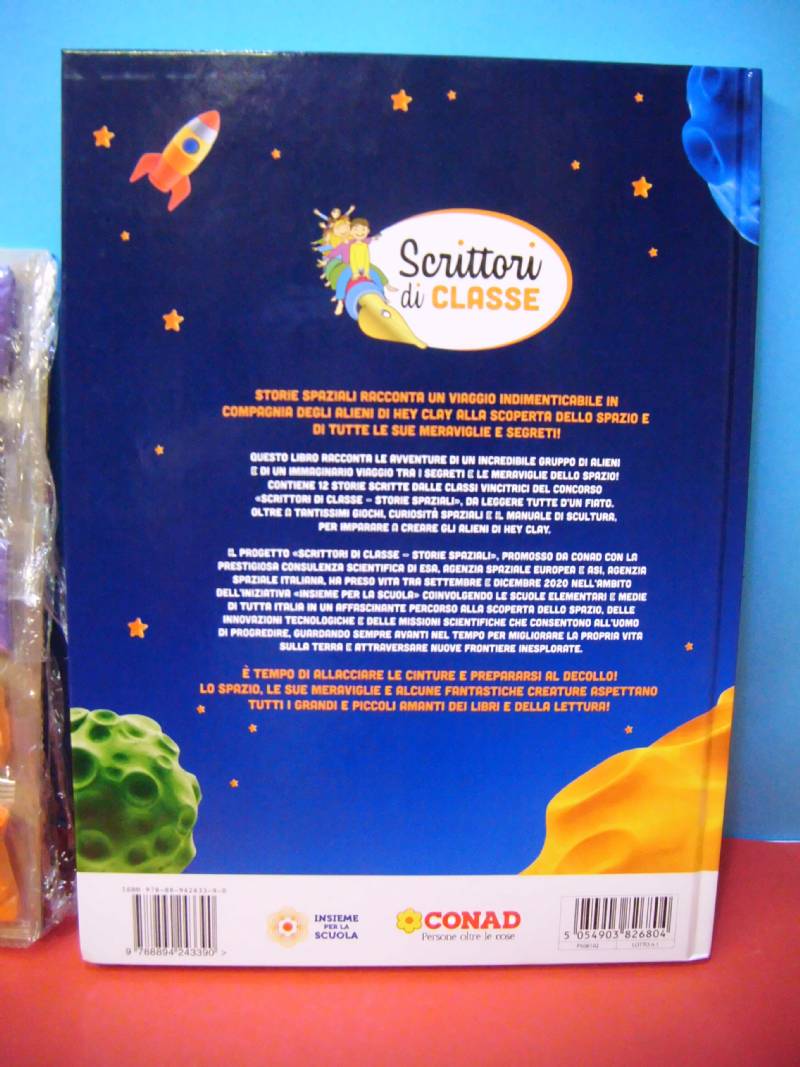 Scrittori
di CLASSE
STORIE SPAZIALI RACCONTA UN VIAGGIO INDIMENTICABILE IN
COMPAGNIA DEGLI ALIENI DI HEY CLAY ALLA SCOPERTA DELLO SPAZIO E
DI TUTTE LE SUE MERAVIGLIE E SEGRETI!
QUESTO LIBRO RACCONTA LE AVVENTURE DI UN INCREDIBILE GRUPPO DI ALIENI
E DI UN IMMAGINARIO VIAGGIO TRA I SEGRETI E LE MERAVIGLIE DELLO SPAZIO!
CONTIENE 12 STORIE SCRITTE DALLE CLASSI VINCITRICI DEL CONCORSO
«SCRITTORI DI CLASSE – STORIE SPAZIALI», DA LEGGERE TUTTE D'UN FIATO.
OLTRE A TANTISSIMI GIOCHI, CURIOSITÀ SPAZIALI E IL MANUALE DI SCULTURA,
PER IMPARARE A CREARE GLI ALIENI DI HEY CLAY.
IL PROGETTO «SCRITTORI DI CLASSE – STORIE SPAZIALI», PROMOSSO DA CONAD CON LA
PRESTIGIOSA CONSULENZA SCIENTIFICA DI ESA, AGENZIA SPAZIALE EUROPEA E ASI, AGENZIA
SPAZIALE ITALIANA, HA PRESO VITA TRA SETTEMBRE E DICEMBRE 2020 NELL'AMBITO
DELL'INIZIATIVA «INSIEME PER LA SCUOLA» COINVOLGENDO LE SCUOLE ELEMENTARI E MEDIE
DI TUTTA ITALIA IN UN AFFASCINANTE PERCORSO ALLA SCOPERTA DELLO SPAZIO, DELLE
INNOVAZIONI TECNOLOGICHE E DELLE MISSIONI SCIENTIFICHE CHE CONSENTONO ALL'UOMO
DI PROGREDIRE, GUARDANDO SEMPRE AVANTI NEL TEMPO PER MIGLIORARE LA PROPRIA VITA
SULLA TERRA E ATTRAVERSARE NUOVE FRONTIERE INESPLORATE.
È TEMPO DI ALLACCIARE LE CINTURE E PREPARARSI AL DECOLLO!
LO SPAZIO, LE SUE MERAVIGLIE E ALCUNE FANTASTICHE CREATURE ASPETTANO
TUTTI I GRANDI E PICCOLI AMANTI DEI LIBRI E DELLA LETTURA!
9 788894 243390 >
INSIEME
PER LA
SCUOLA
CONAD
Persone oltre le cose
5 054903 826804
LOTTO n.1